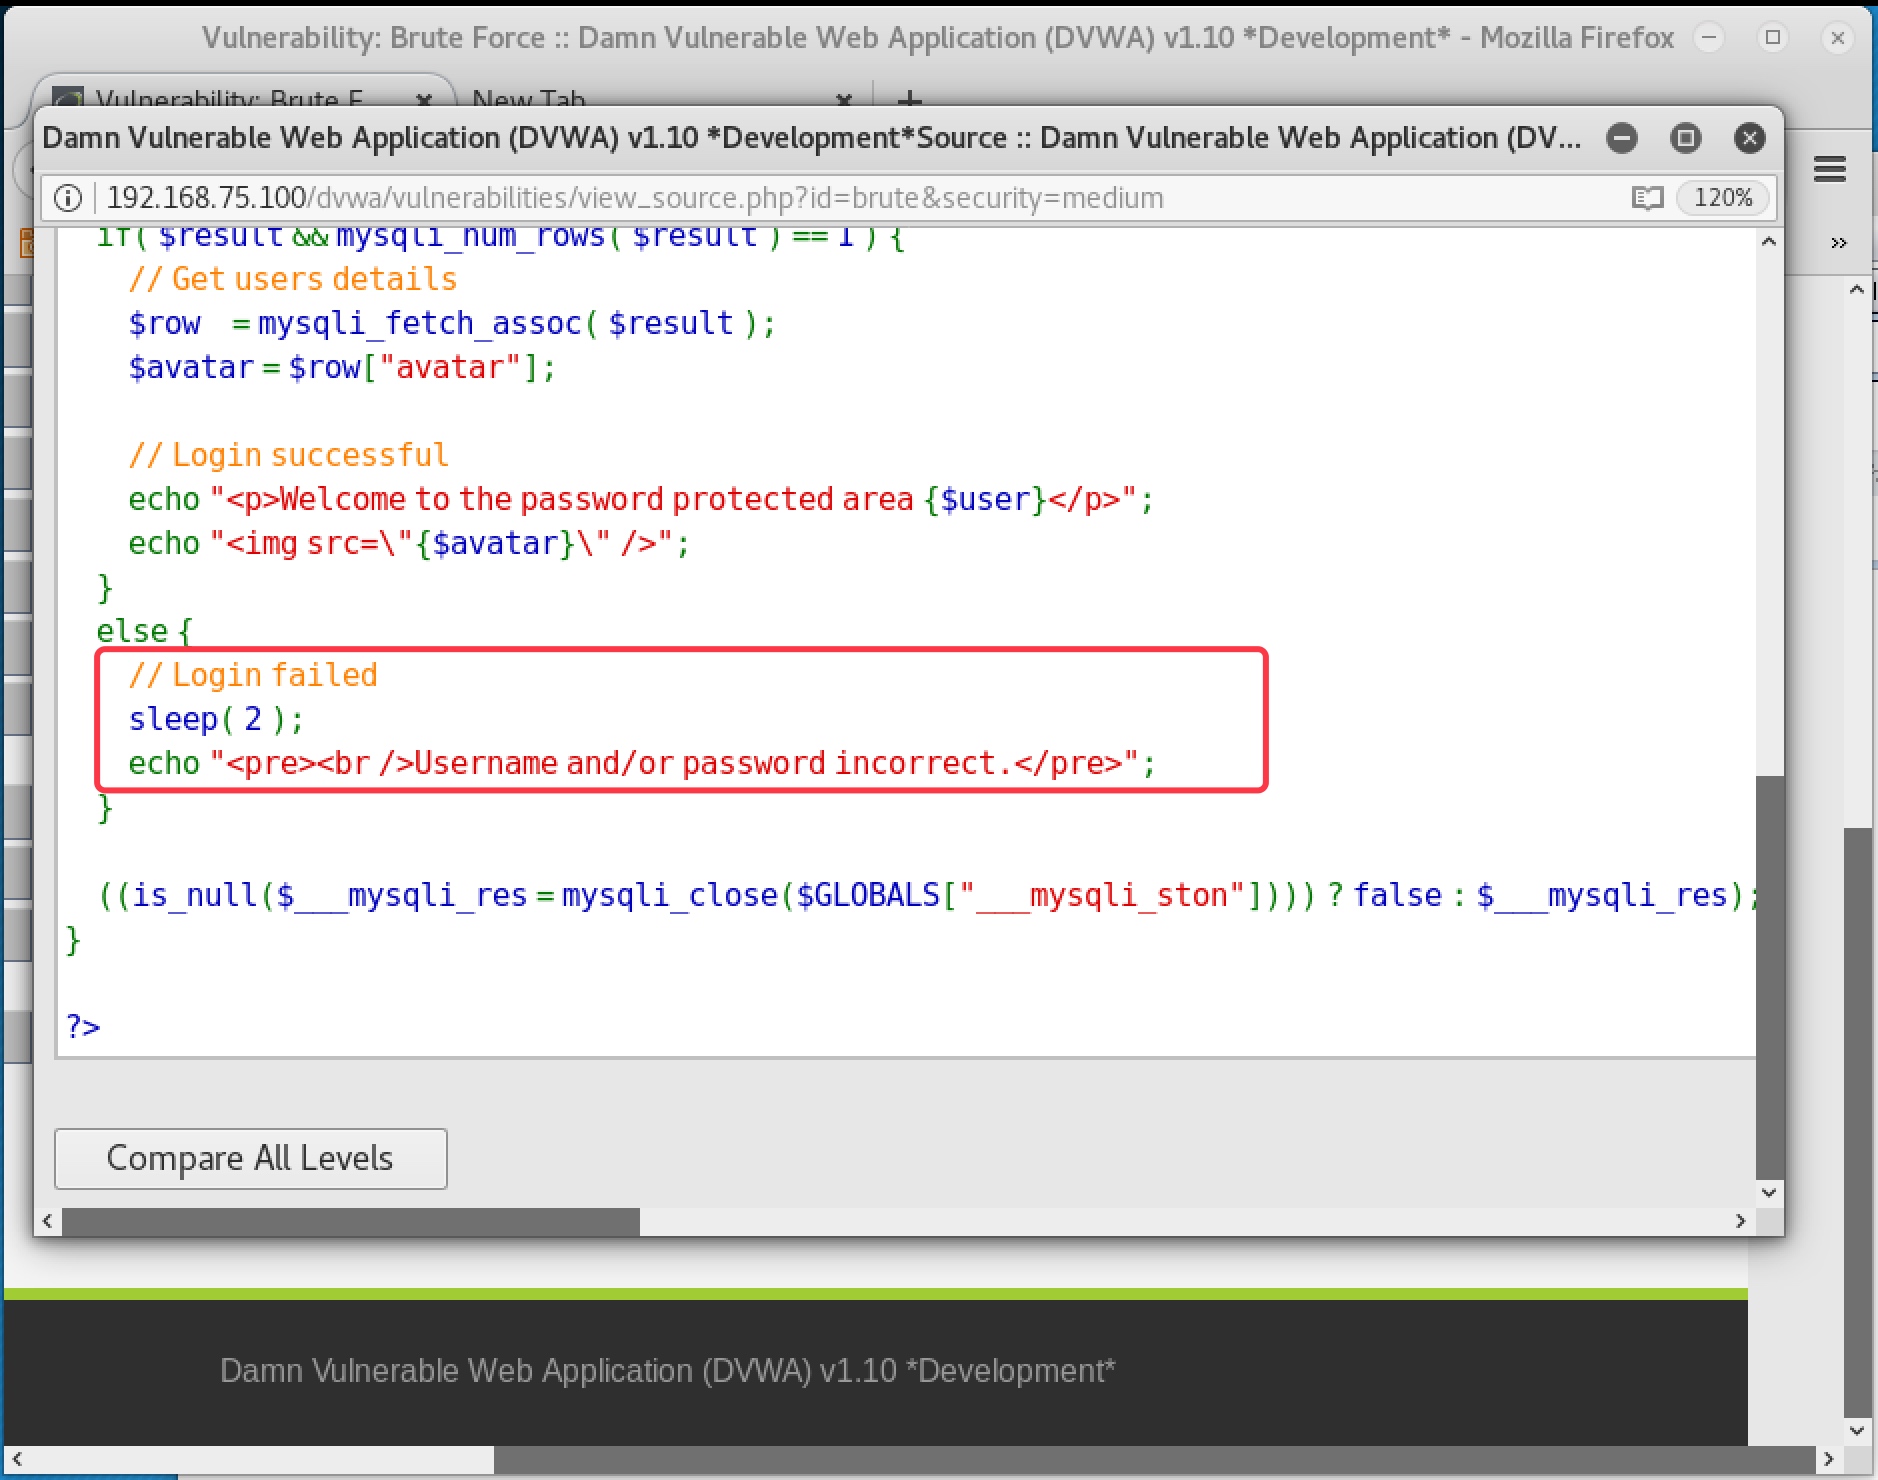 Vulnerability: Brute Force :: Damn Vulnerable Web Application (DVWA) v1.10 *Development* - Mozilla Firefox
Vulnerability: Brute F
New Tab
Damn Vulnerable Web Application (DVWA) v1.10 *Development*Source :: Damn Vulnerable Web Application (DV...
192.168.75.100/dvwa/vulnerabilities/view_source.php?id=brute&security=medium
120%
if( $result && mysqli_num_rows( $result ) == 1 ) {
// Get users details
$row = mysqli_fetch_assoc( $result );
$avatar = $row["avatar"];
// Login successful
echo "<p>Welcome to the password protected area {$user}</p>";
echo "<img src=\"{$avatar}\" />";
}
else {
// Login failed
sleep( 2 );
echo "<pre><br />Username and/or password incorrect.</pre>";
}
((is_null($___mysqli_res = mysqli_close($GLOBALS["___mysqli_ston"]))) ? false : $___mysqli_res);
}
?>
Compare All Levels
Damn Vulnerable Web Application (DVWA) v1.10 *Development*